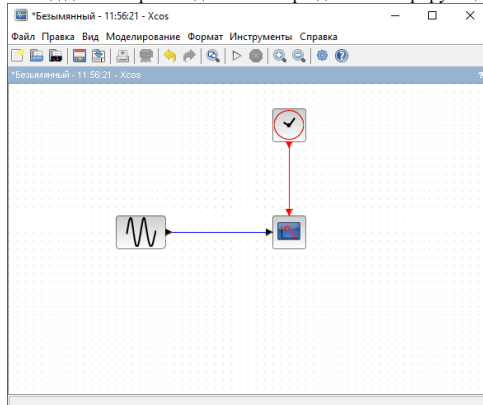 *Безымянный - 11:56:21 - Xcos
Файл Правка Вид Моделирование Формат Инструменты Справка
*Безымянный - 11:56:21 - Xcos ?